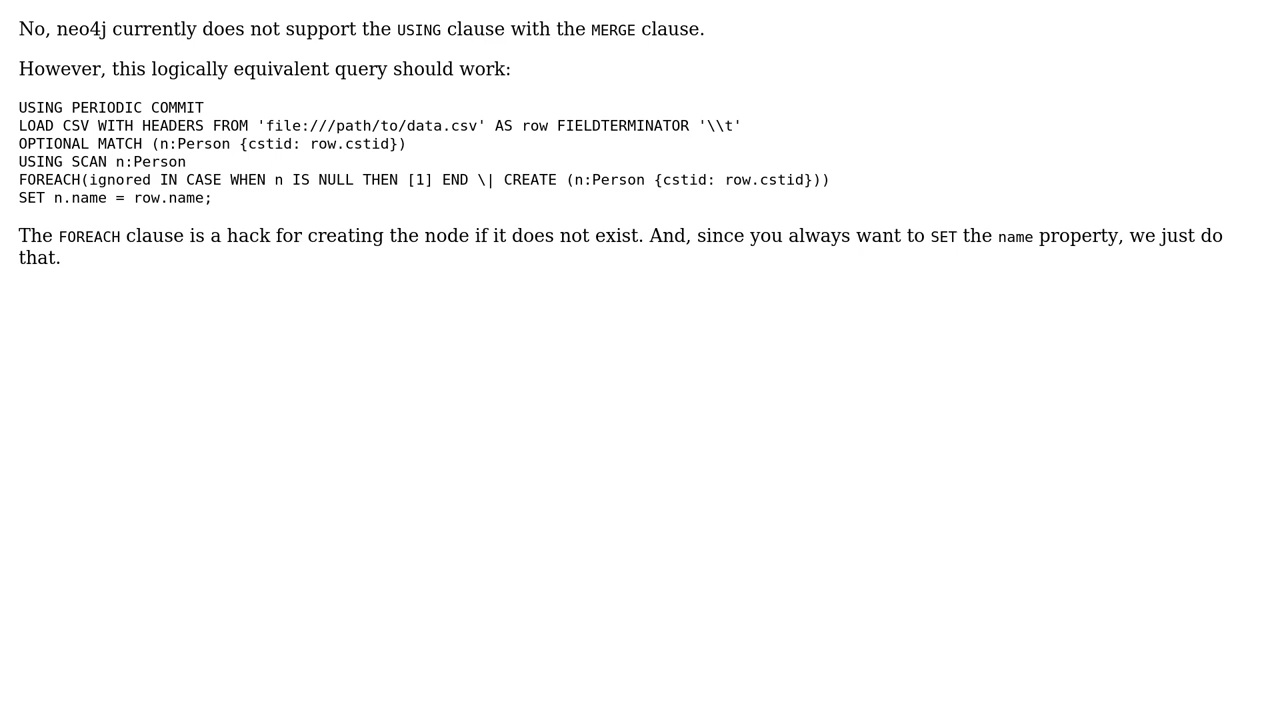 No, neo4j currently does not support the USING clause with the MERGE clause.
However, this logically equivalent query should work:
USING PERIODIC COMMIT
LOAD CSV WITH HEADERS FROM 'file:///path/to/data.csv' AS row FIELDTERMINATOR '\\t'
OPTIONAL MATCH (n:Person {cstid: row.cstid})
USING SCAN n:Person
FOREACH(ignored IN CASE WHEN n IS NULL THEN [1] END \| CREATE (n:Person {cstid: row.cstid}))
SET n.name = row.name;
The FOREACH clause is a hack for creating the node if it does not exist. And, since you always want to SET the name property, we just do
that.